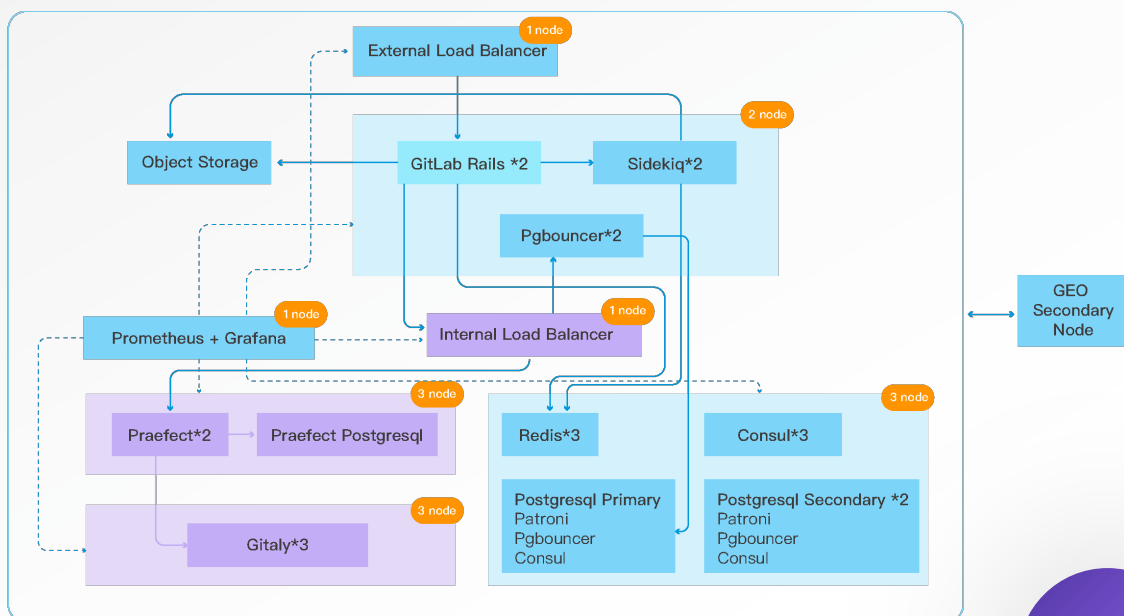 1 node
External Load Balancer
2 node
Object Storage
GitLab Rails *2
Sidekiq*2
Pgbouncer*2
GEO
Secondary
Node
1 node
1 node
Prometheus + Grafana
Internal Load Balancer
3 node
3 node
Praefect*2
Praefect Postgresql
Redis*3
Consul*3
Postgresql Primary
Patroni
Pgbouncer
Consul
Postgresql Secondary *2
Patroni
Pgbouncer
Consul
3 node
Gitaly*3